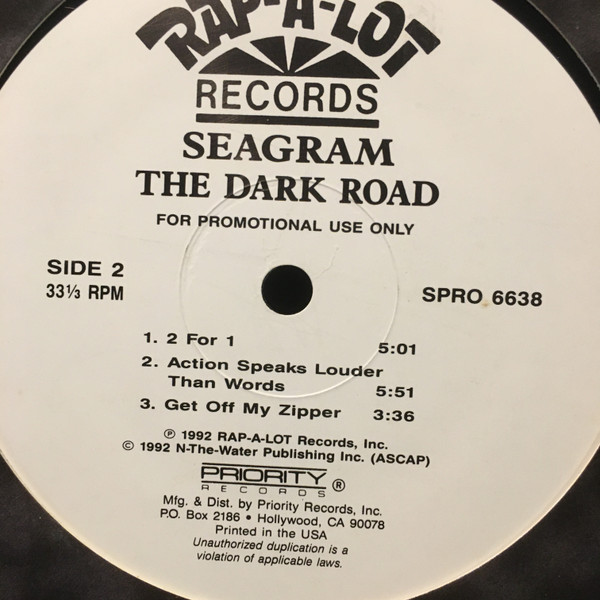 RAP-A-LOT
RECORDS
SEAGRAM
THE DARK ROAD
FOR PROMOTIONAL USE ONLY
SIDE 2
33⅓ RPM
SPRO 6638
1. 2 For 1 5:01
2. Action Speaks Louder
Than Words 5:51
3. Get Off My Zipper 3:36
℗ 1992 RAP-A-LOT Records, Inc.
© 1992 N-The-Water Publishing Inc. (ASCAP)
PRIORITY
RECORDS ®
Mfg. & Dist. by Priority Records, Inc.
P.O. Box 2186 • Hollywood, CA 90078
Printed in the USA
Unauthorized duplication is a
violation of applicable laws.